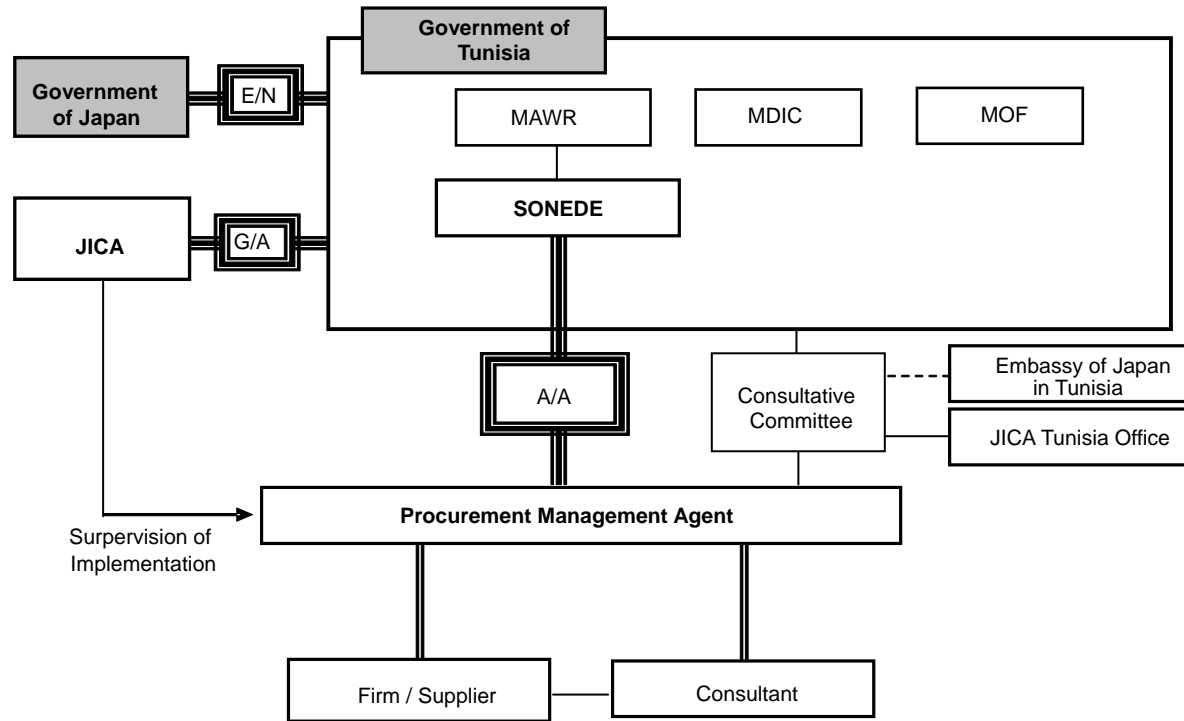 Government of
Tunisia
Government
of Japan
E/N
MAWR
MDIC
MOF
SONEDE
JICA
G/A
A/A
Consultative
Committee
Embassy of Japan
in Tunisia
JICA Tunisia Office
Procurement Management Agent
Surpervision of
Implementation
Firm / Supplier
Consultant